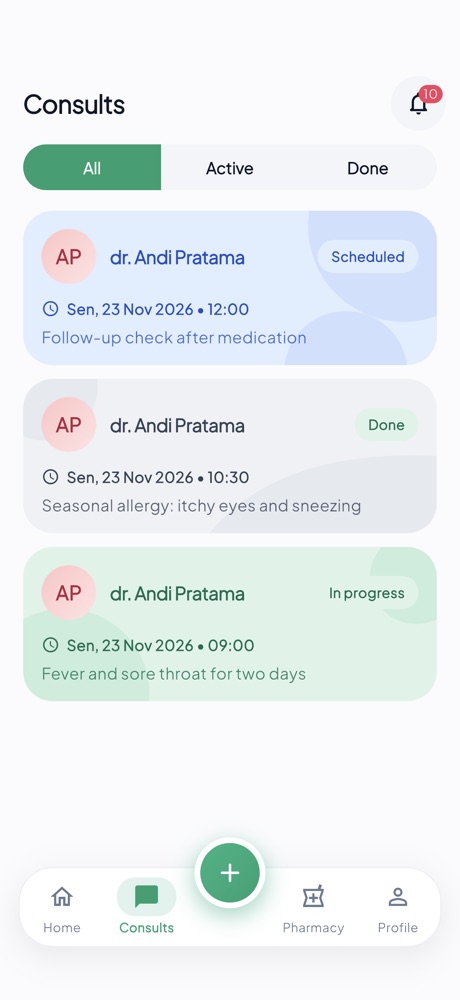 Consults
10
All
Active
Done
AP
dr. Andi Pratama
Scheduled
Sen, 23 Nov 2026 • 12:00
Follow-up check after medication
AP
dr. Andi Pratama
Done
Sen, 23 Nov 2026 • 10:30
Seasonal allergy: itchy eyes and sneezing
AP
dr. Andi Pratama
In progress
Sen, 23 Nov 2026 • 09:00
Fever and sore throat for two days
Home
Consults
Pharmacy
Profile